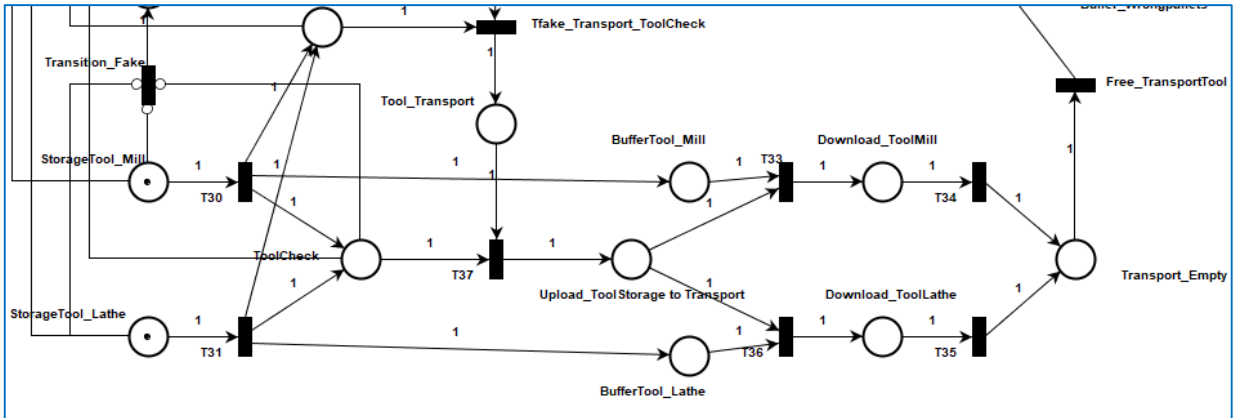 1
1
Buffer_Wrongpallets
Tfake_Transport_ToolCheck
1
Transition_Fake
1
Free_TransportTool
Tool_Transport
BufferTool_Mill
Download_ToolMill
1
StorageTool_Mill
1
1
1
1
T33
1
1
1
T30
1
1
T34
1
ToolCheck
1
T37
1
Upload_ToolStorage to Transport
Transport_Empty
1
1
Download_ToolLathe
1
StorageTool_Lathe
1
T31
1
1
T36
1
1
T35
BufferTool_Lathe